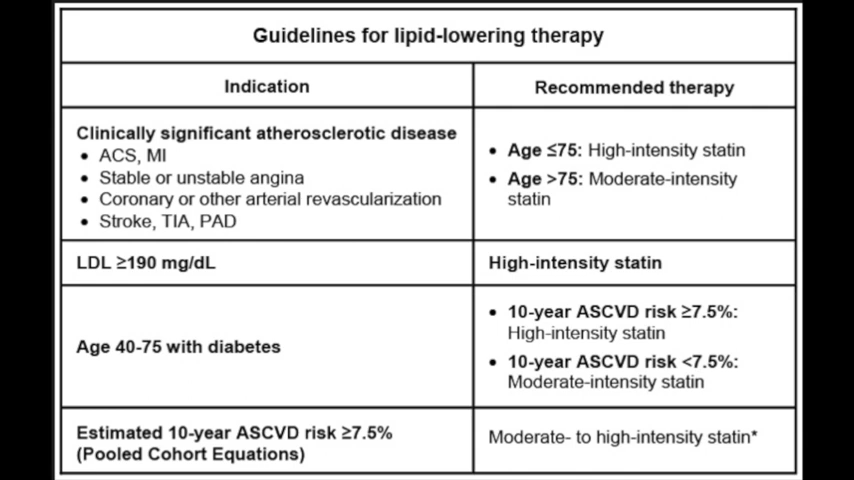 Guidelines for lipid-lowering therapy
Indication
Recommended therapy
Clinically significant atherosclerotic disease
• ACS, MI
• Stable or unstable angina
• Coronary or other arterial revascularization
• Stroke, TIA, PAD
• Age ≤75: High-intensity statin
• Age >75: Moderate-intensity
statin
LDL ≥190 mg/dL
High-intensity statin
Age 40-75 with diabetes
• 10-year ASCVD risk ≥7.5%:
High-intensity statin
• 10-year ASCVD risk <7.5%:
Moderate-intensity statin
Estimated 10-year ASCVD risk ≥7.5%
(Pooled Cohort Equations)
Moderate- to high-intensity statin*